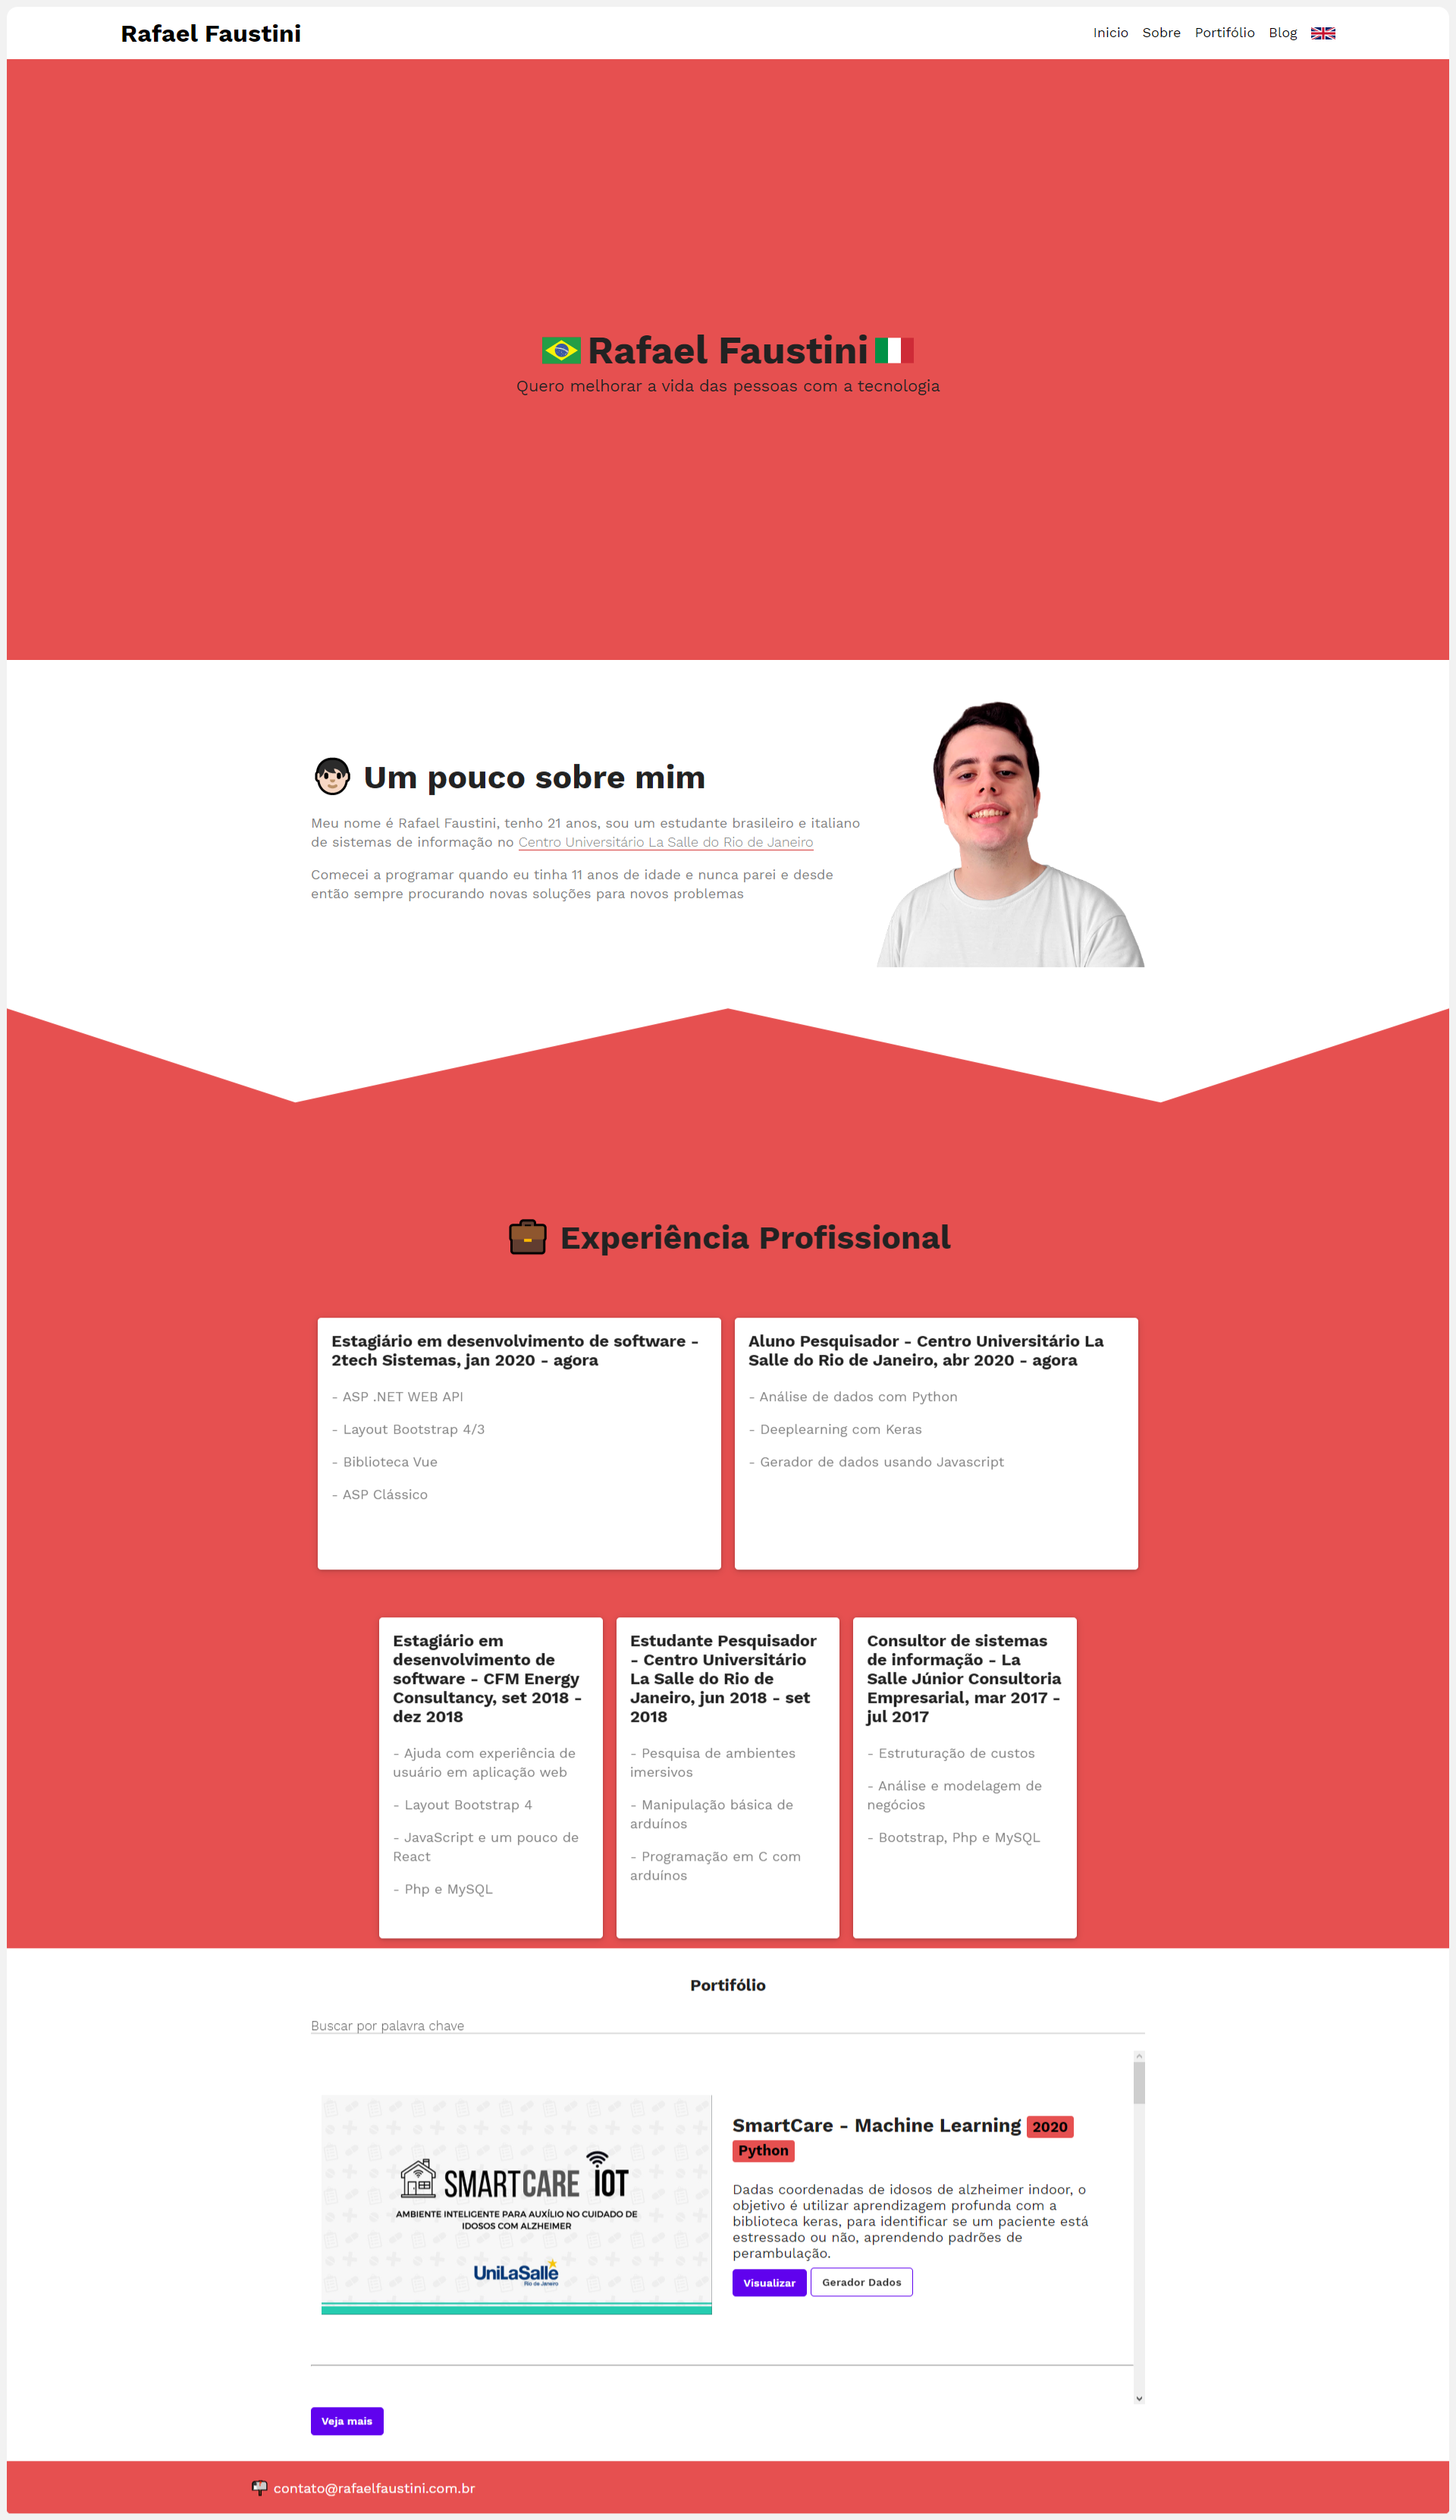 Rafael Faustini
Inicio Sobre Portifólio Blog
Rafael Faustini
Quero melhorar a vida das pessoas com a tecnologia
Um pouco sobre mim
Meu nome é Rafael Faustini, tenho 21 anos, sou um estudante brasileiro e italiano
de sistemas de informação no Centro Universitário La Salle do Rio de Janeiro
Comecei a programar quando eu tinha 11 anos de idade e nunca parei e desde
então sempre procurando novas soluções para novos problemas
Experiência Profissional
Estagiário em desenvolvimento de software -
2tech Sistemas, jan 2020 - agora
- ASP .NET WEB API
- Layout Bootstrap 4/3
- Biblioteca Vue
- ASP Clássico
Aluno Pesquisador - Centro Universitário La
Salle do Rio de Janeiro, abr 2020 - agora
- Análise de dados com Python
- Deeplearning com Keras
- Gerador de dados usando Javascript
Estagiário em
desenvolvimento de
software - CFM Energy
Consultancy, set 2018 -
dez 2018
- Ajuda com experiência de
usuário em aplicação web
- Layout Bootstrap 4
- JavaScript e um pouco de
React
- Php e MySQL
Estudante Pesquisador
- Centro Universitário
La Salle do Rio de
Janeiro, jun 2018 - set
2018
- Pesquisa de ambientes
imersivos
- Manipulação básica de
arduínos
- Programação em C com
arduínos
Consultor de sistemas
de informação - La
Salle Júnior Consultoria
Empresarial, mar 2017 -
jul 2017
- Estruturação de custos
- Análise e modelagem de
negócios
- Bootstrap, Php e MySQL
Portifólio
Buscar por palavra chave
SMARTCARE IOT
AMBIENTE INTELIGENTE PARA AUXÍLIO NO CUIDADO DE
IDOSOS COM ALZHEIMER
UniLaSalle
Rio de Janeiro
SmartCare - Machine Learning 2020
Python
Dadas coordenadas de idosos de alzheimer indoor, o
objetivo é utilizar aprendizagem profunda com a
biblioteca keras, para identificar se um paciente está
estressado ou não, aprendendo padrões de
perambulação.
Visualizar Gerador Dados
Veja mais
contato@rafaelfaustini.com.br